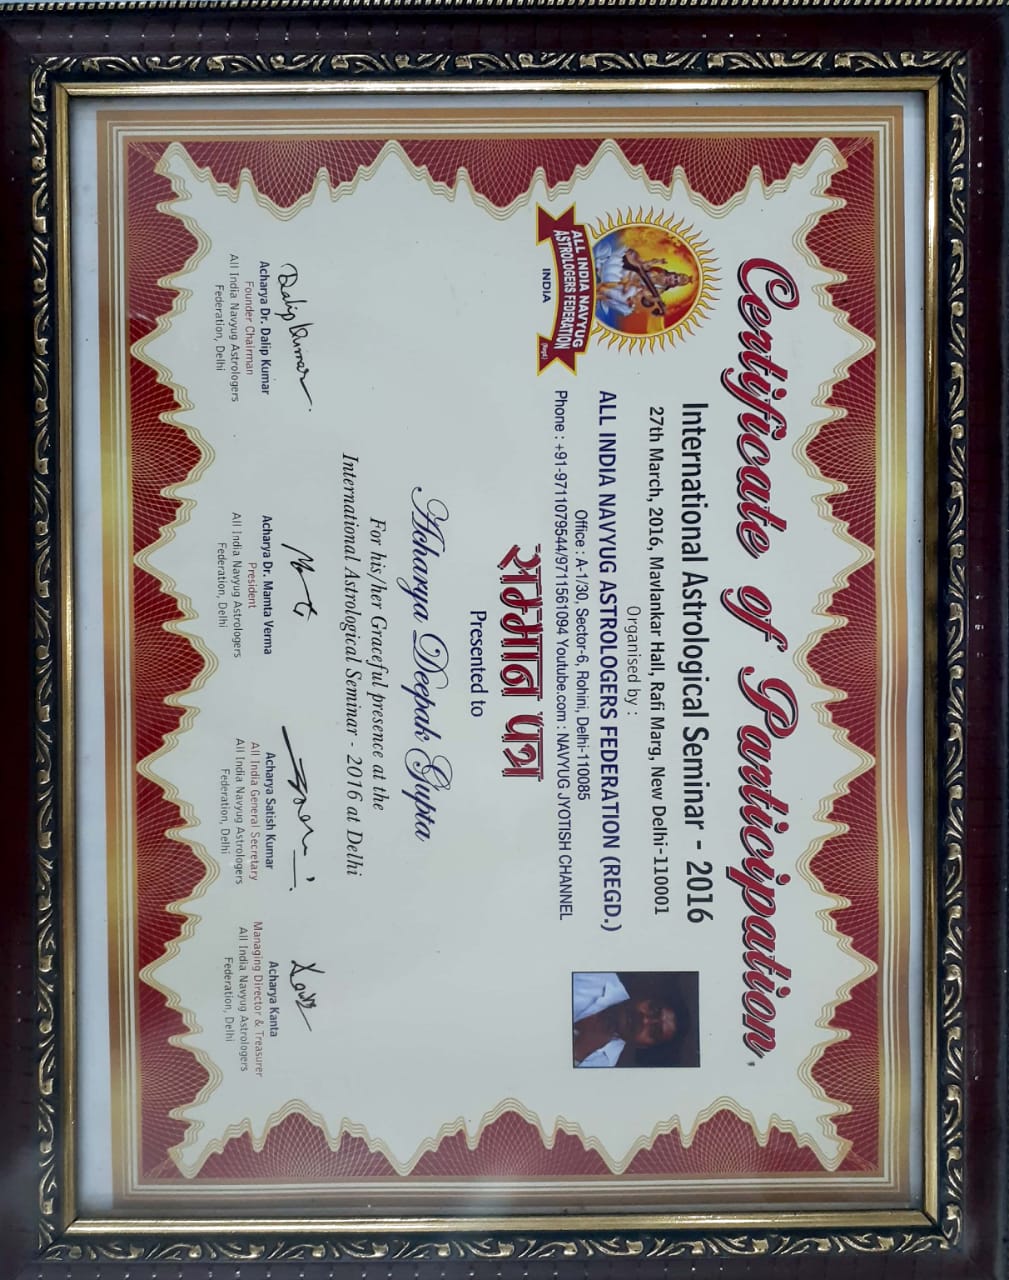 Certificate of Participation.
International Astrological Seminar - 2016
27th March, 2016, Mavlankar Hall, Rafi Marg, New Delhi-110001
Organised by :
ALL INDIA NAVYUG ASTROLOGERS FEDERATION (REGD.)
Office : A-1/30, Sector-6, Rohini, Delhi-110085
Phone : +91-9711079544/9711561094 Youtube.com : NAVYUG JYOTISH CHANNEL
ALL INDIA NAVYUG
ASTROLOGERS FEDERATION
INDIA (Regd.)
सम्मान पत्र
Presented to
Acharya Deepak Gupta
For his/her Graceful presence at the
International Astrological Seminar - 2016 at Delhi
Dalip Kumar
Acharya Dr. Dalip Kumar
Founder Chairman
All India Navyug Astrologers
Federation, Delhi
Acharya Dr. Mamta Verma
President
All India Navyug Astrologers
Federation, Delhi
Acharya Satish Kumar
All India General Secretary
All India Navyug Astrologers
Federation, Delhi
Acharya Kanta
Managing Director & Treasurer
All India Navyug Astrologers
Federation, Delhi